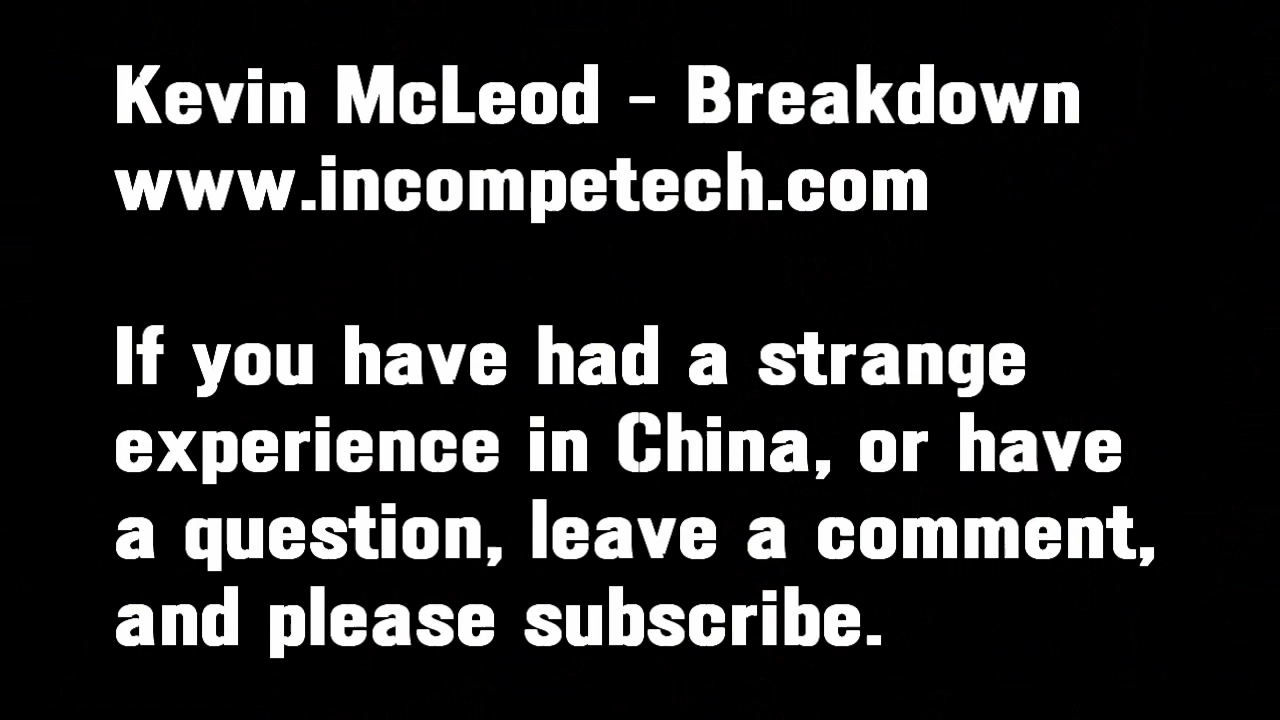 Kevin McLeod - Breakdown
www.incompetech.com
If you have had a strange
experience in China, or have
a question, leave a comment,
and please subscribe.